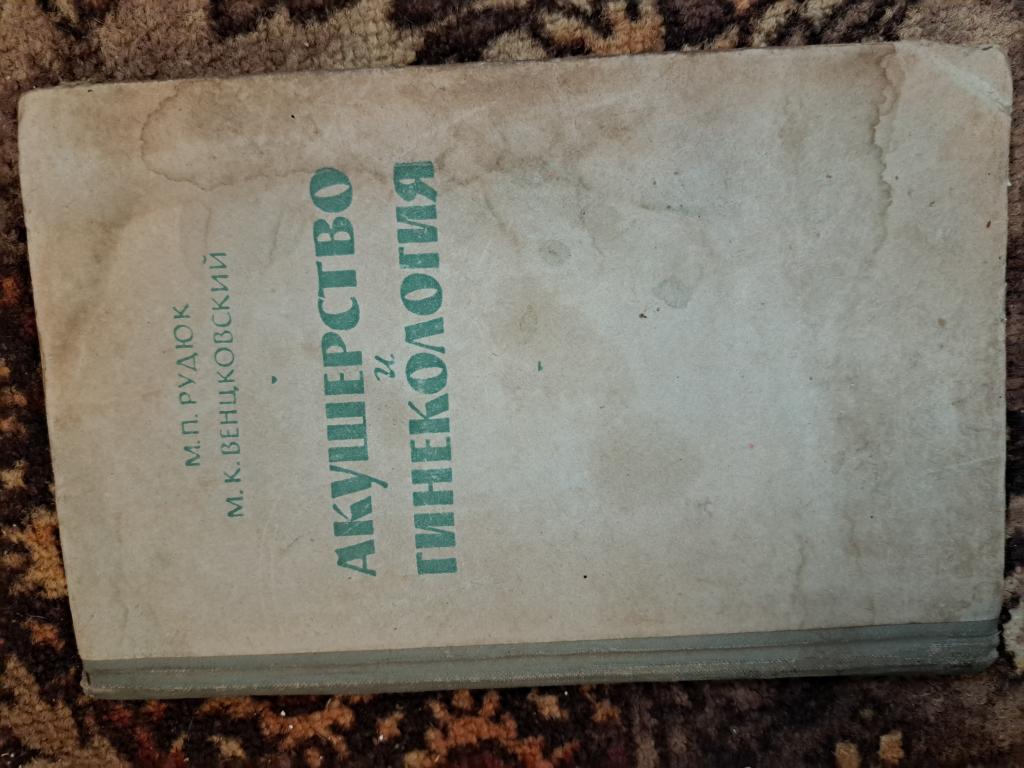 М. П. РУДЮК
М. К. ВЕНЦКОВСКИЙ
АКУШЕРСТВО
и
ГИНЕКОЛОГИЯ